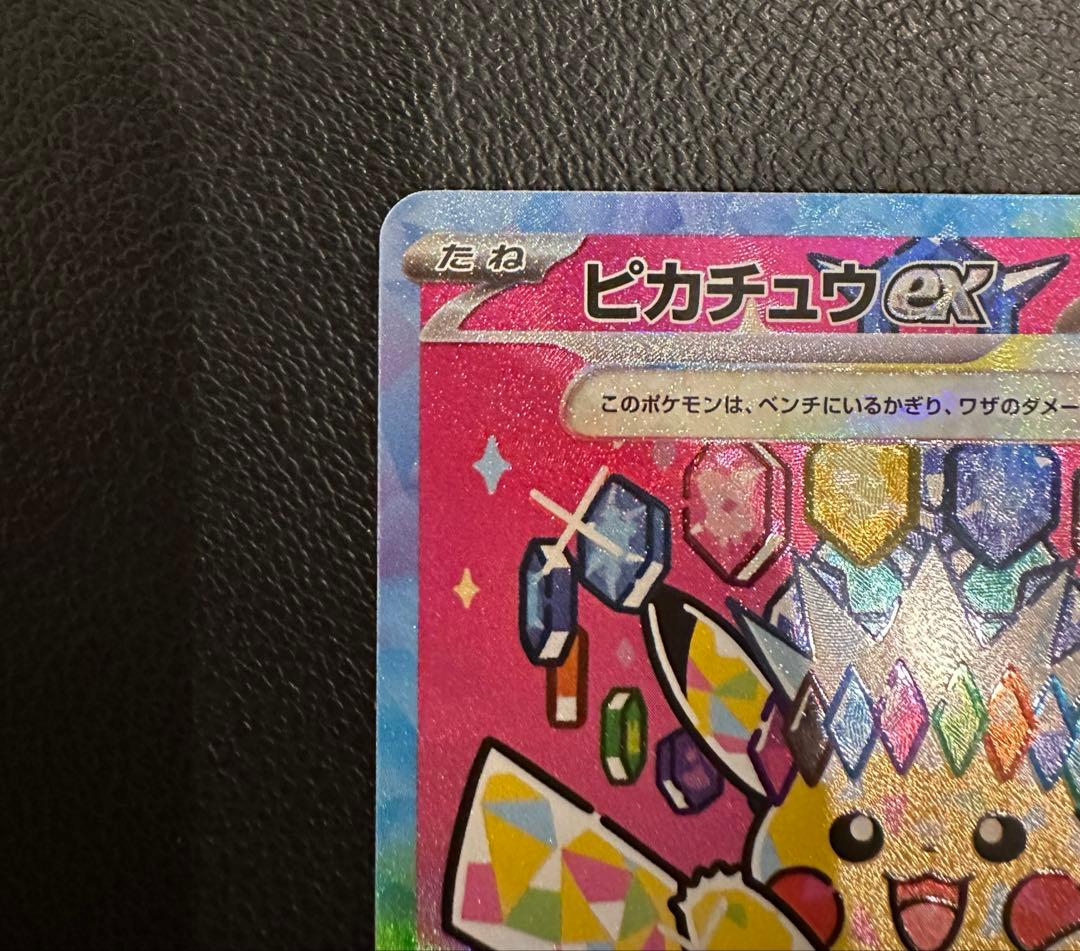 たね
ピカチュウex
このポケモンは、ベンチにいるかぎり、ワザのダメー